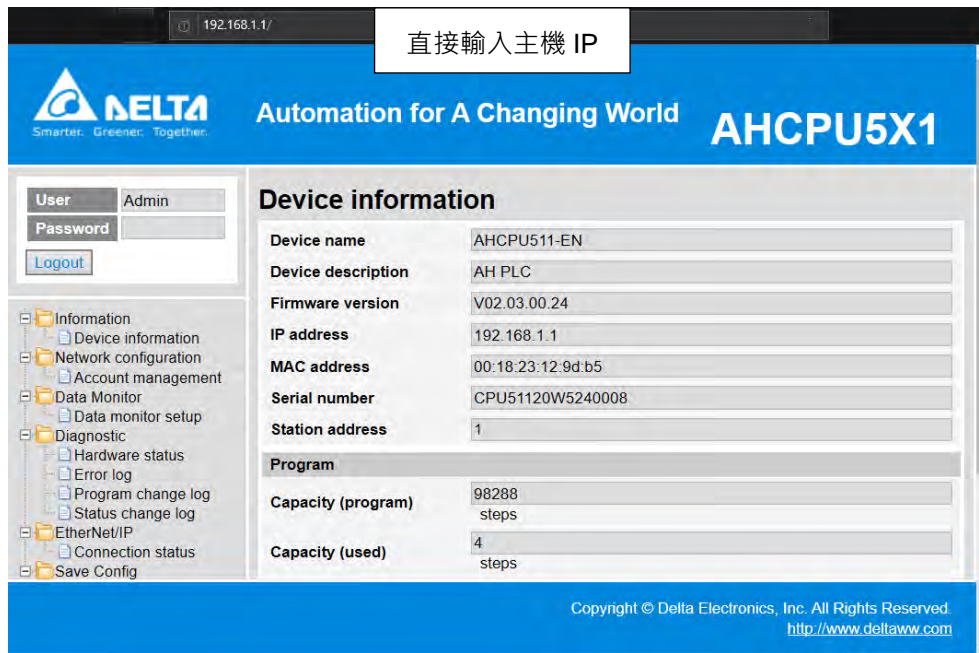 192.168.1.1/
直接輸入主機 IP
DELTA
Smarter. Greener. Together.
Automation for A Changing World
AHCPU5X1
User Admin
Password
Logout
Information
Device information
Network configuration
Account management
Data Monitor
Data monitor setup
Diagnostic
Hardware status
Error log
Program change log
Status change log
EtherNet/IP
Connection status
Save Config
Device information
Device name AHCPU511-EN
Device description AH PLC
Firmware version V02.03.00.24
IP address 192.168.1.1
MAC address 00:18:23:12:9d:b5
Serial number CPU51120W5240008
Station address 1
Program
Capacity (program) 98288
steps
Capacity (used) 4
steps
Copyright © Delta Electronics, Inc. All Rights Reserved.
http://www.deltaww.com